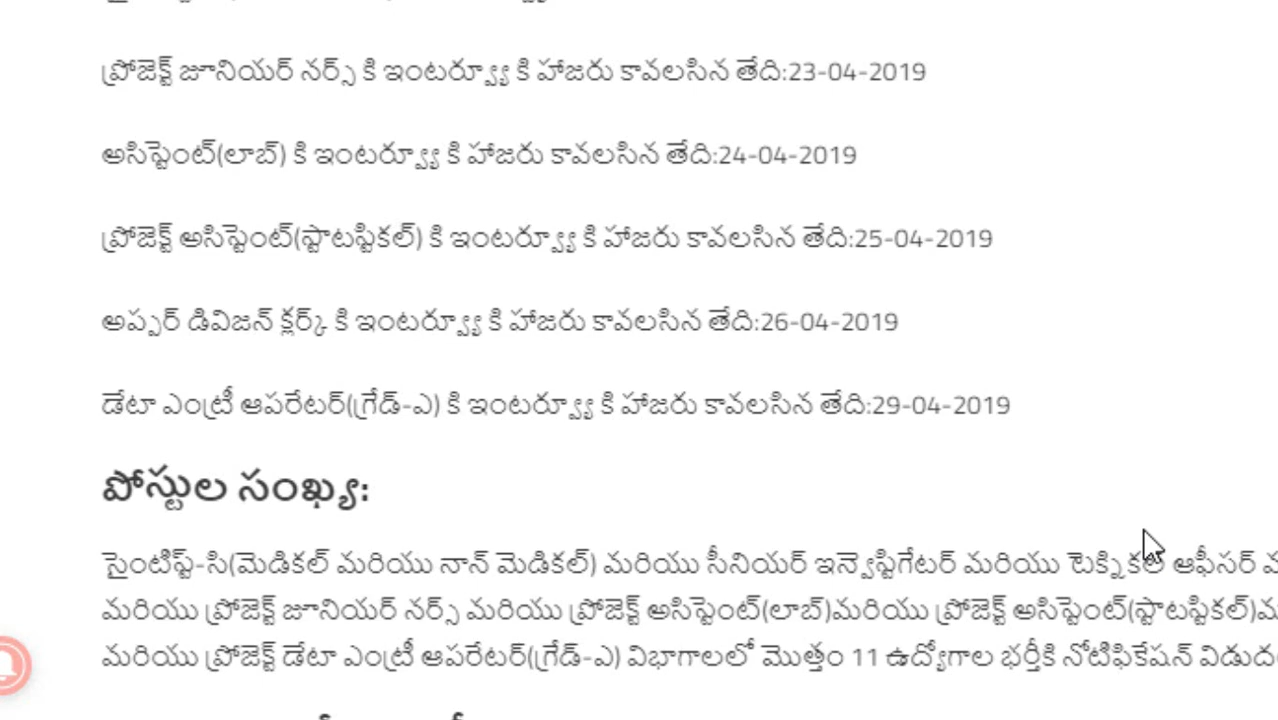 ప్రోజెక్ట్ జూనియర్ నర్స్ కి ఇంటర్వ్యూ కి హాజరు కావలసిన తేది:23-04-2019
అసిస్టెంట్(లాబ్) కి ఇంటర్వ్యూ కి హాజరు కావలసిన తేది:24-04-2019
ప్రోజెక్ట్ అసిస్టెంట్(స్టాటస్టికల్) కి ఇంటర్వ్యూ కి హాజరు కావలసిన తేది:25-04-2019
అప్పర్ డివిజన్ క్లర్క్ కి ఇంటర్వ్యూ కి హాజరు కావలసిన తేది:26-04-2019
డేటా ఎంట్రీ ఆపరేటర్(గ్రేడ్-ఎ) కి ఇంటర్వ్యూ కి హాజరు కావలసిన తేది:29-04-2019
పోస్టుల సంఖ్య:
సైంటిస్ట్-సి(మెడికల్ మరియు నాన్ మెడికల్) మరియు సీనియర్ ఇన్వెస్టిగేటర్ మరియు టెక్నికల్ ఆఫీసర్
మరియు ప్రోజెక్ట్ జూనియర్ నర్స్ మరియు ప్రోజెక్ట్ అసిస్టెంట్(లాబ్)మరియు ప్రోజెక్ట్ అసిస్టెంట్(స్టాటస్టికల్)
మరియు ప్రోజెక్ట్ డేటా ఎంట్రీ ఆపరేటర్(గ్రేడ్-ఎ) విభాగాలలో మొత్తం 11 ఉద్యోగాల భర్తీకి నోటిఫికేషన్